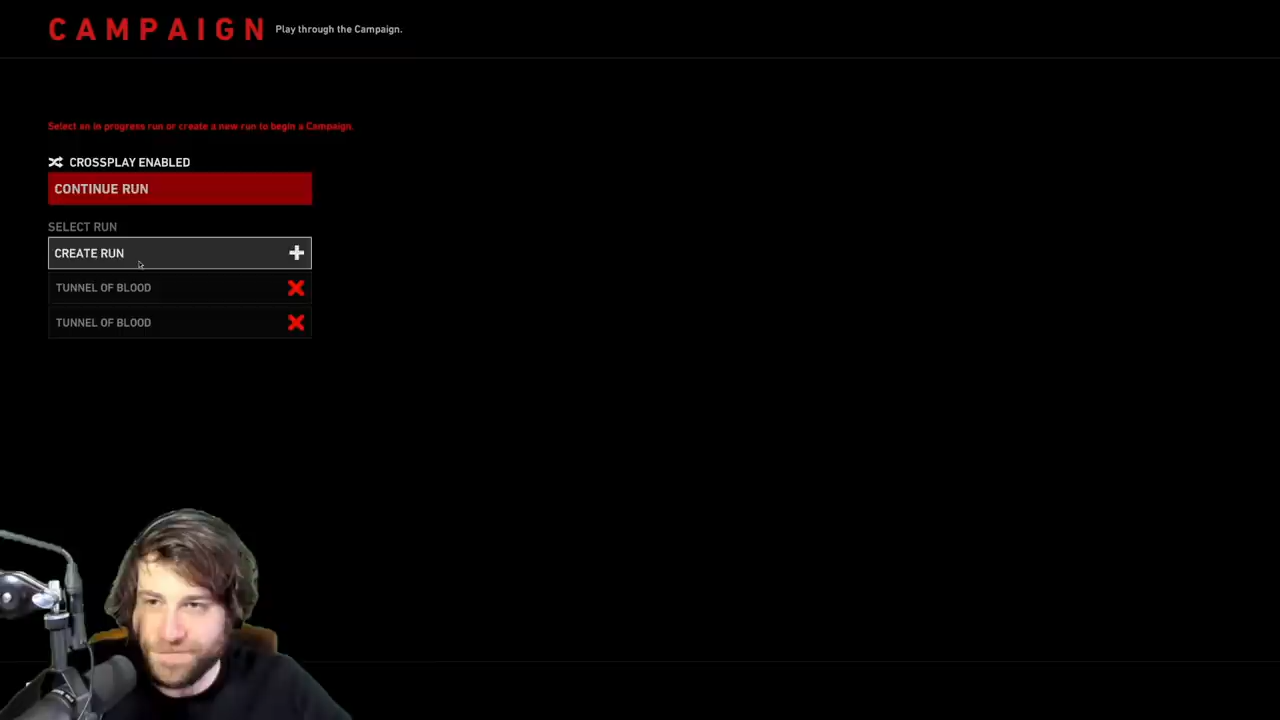 CAMPAIGN Play through the Campaign.
Select an in progress run or create a new run to begin a Campaign.
CROSSPLAY ENABLED
CONTINUE RUN
SELECT RUN
CREATE RUN
TUNNEL OF BLOOD
TUNNEL OF BLOOD